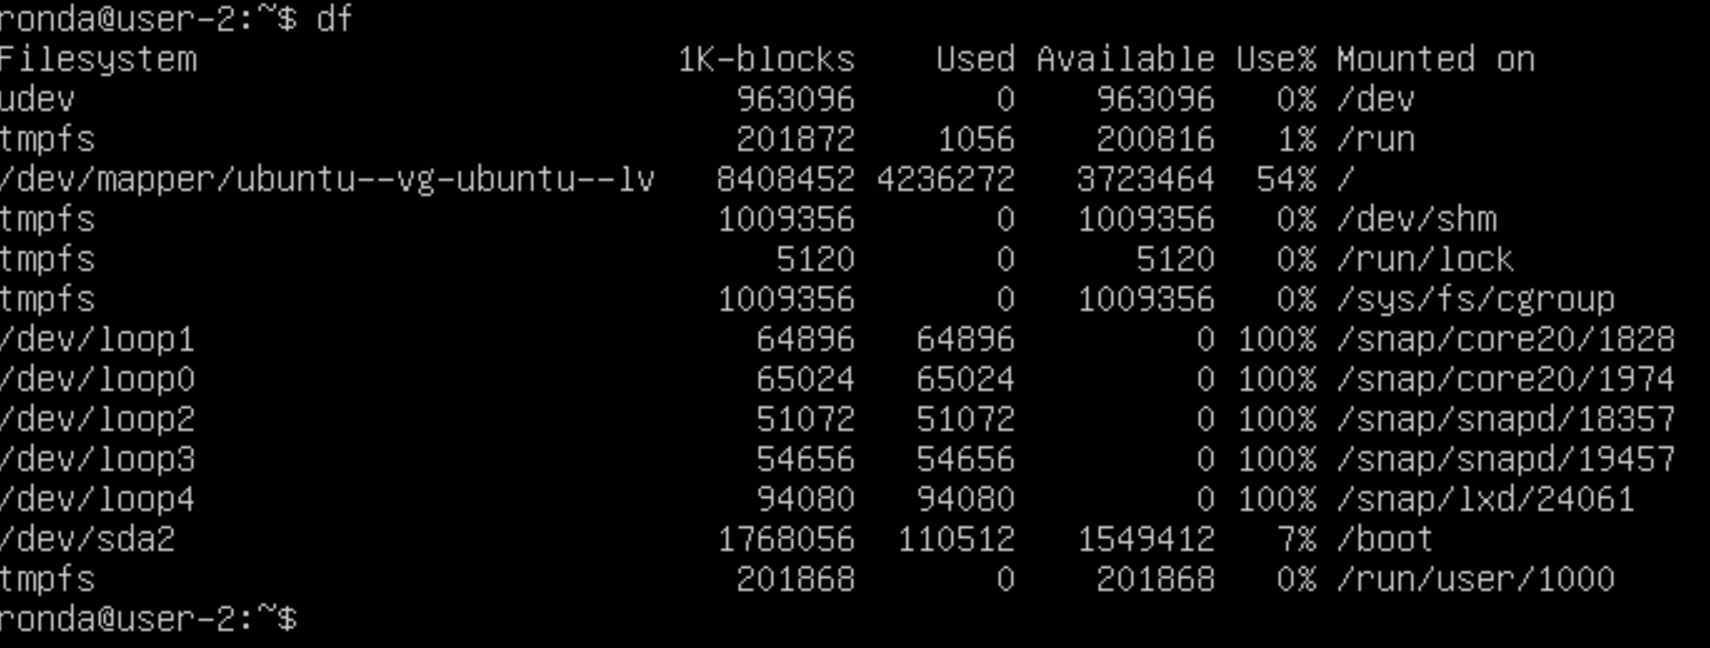 ronda@user-2:~$ df
Filesystem 1K-blocks Used Available Use% Mounted on
udev 963096 0 963096 0% /dev
tmpfs 201872 1056 200816 1% /run
/dev/mapper/ubuntu--vg-ubuntu--lv 8408452 4236272 3723464 54% /
tmpfs 1009356 0 1009356 0% /dev/shm
tmpfs 5120 0 5120 0% /run/lock
tmpfs 1009356 0 1009356 0% /sys/fs/cgroup
/dev/loop1 64896 64896 0 100% /snap/core20/1828
/dev/loop0 65024 65024 0 100% /snap/core20/1974
/dev/loop2 51072 51072 0 100% /snap/snapd/18357
/dev/loop3 54656 54656 0 100% /snap/snapd/19457
/dev/loop4 94080 94080 0 100% /snap/lxd/24061
/dev/sda2 1768056 110512 1549412 7% /boot
tmpfs 201868 0 201868 0% /run/user/1000
ronda@user-2:~$